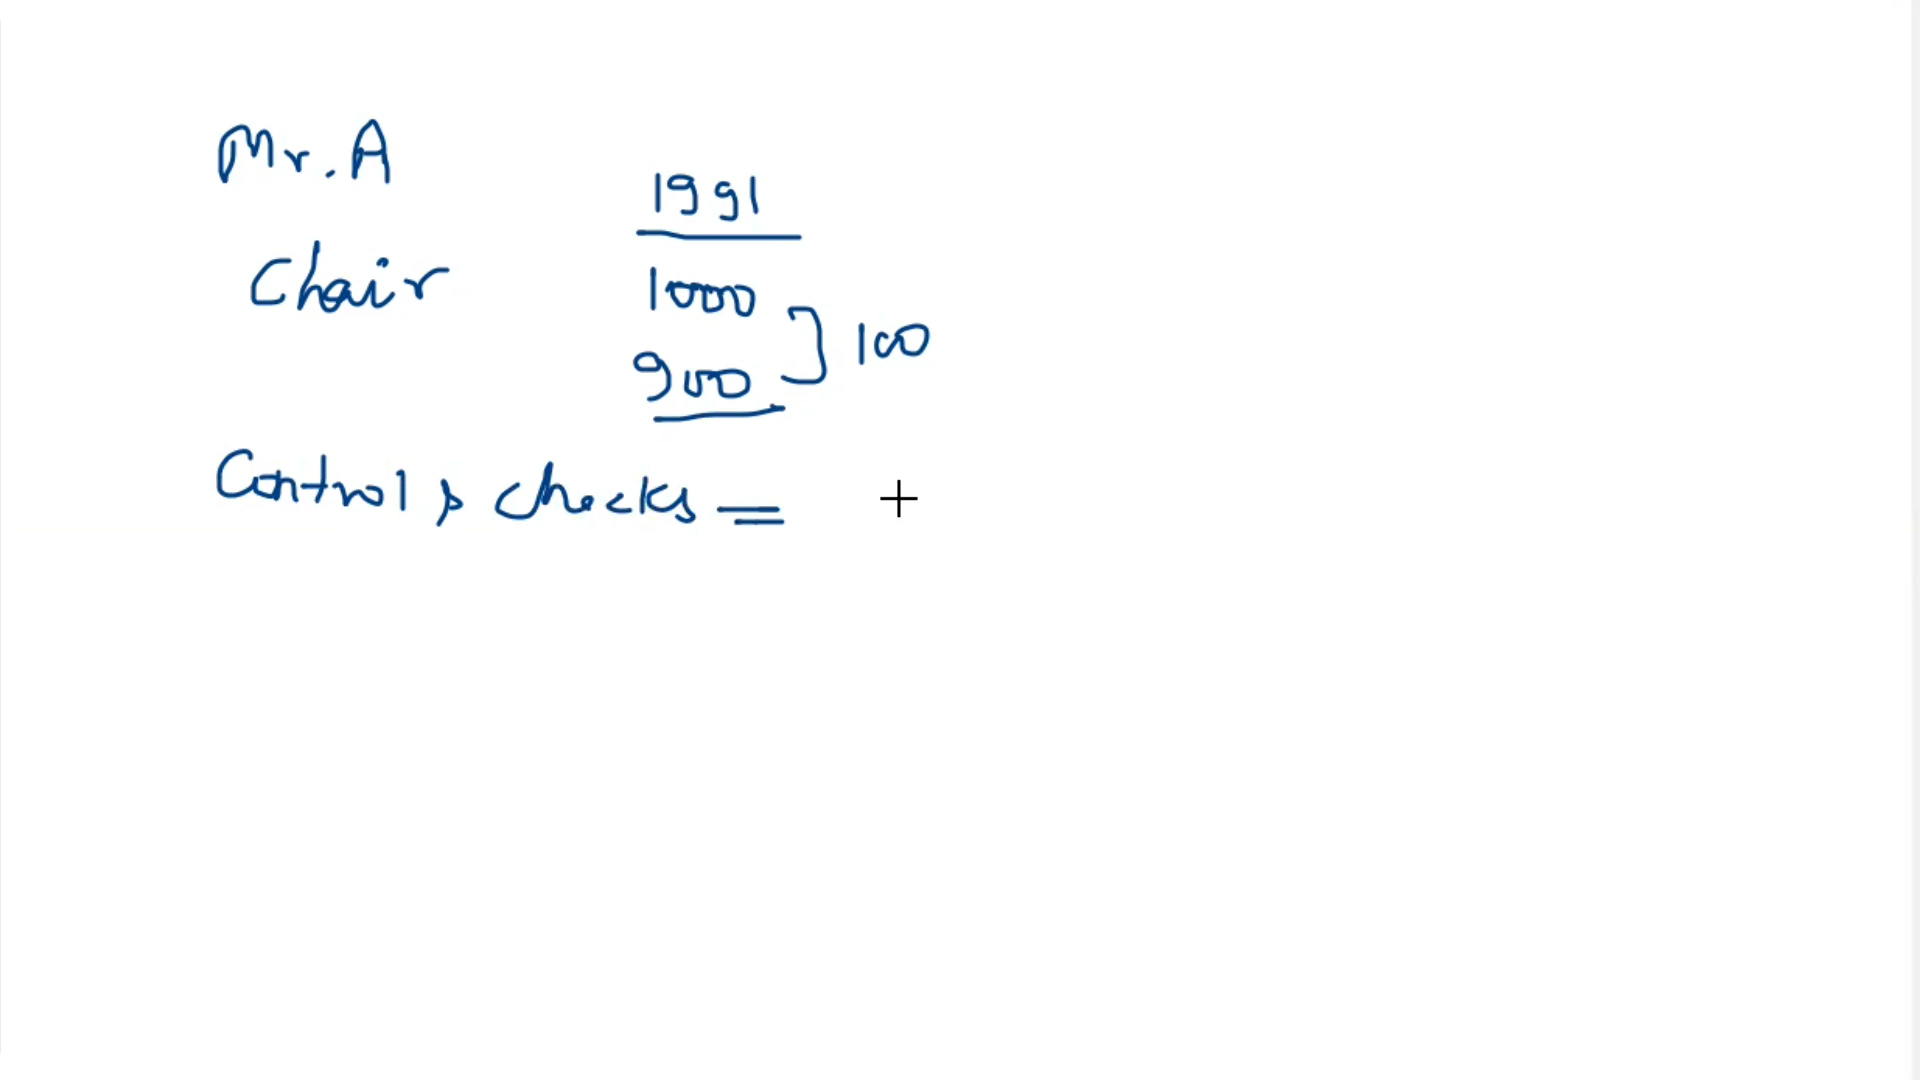 Mr. A
1991
Chair
1000
900
] 100
Control, checks =